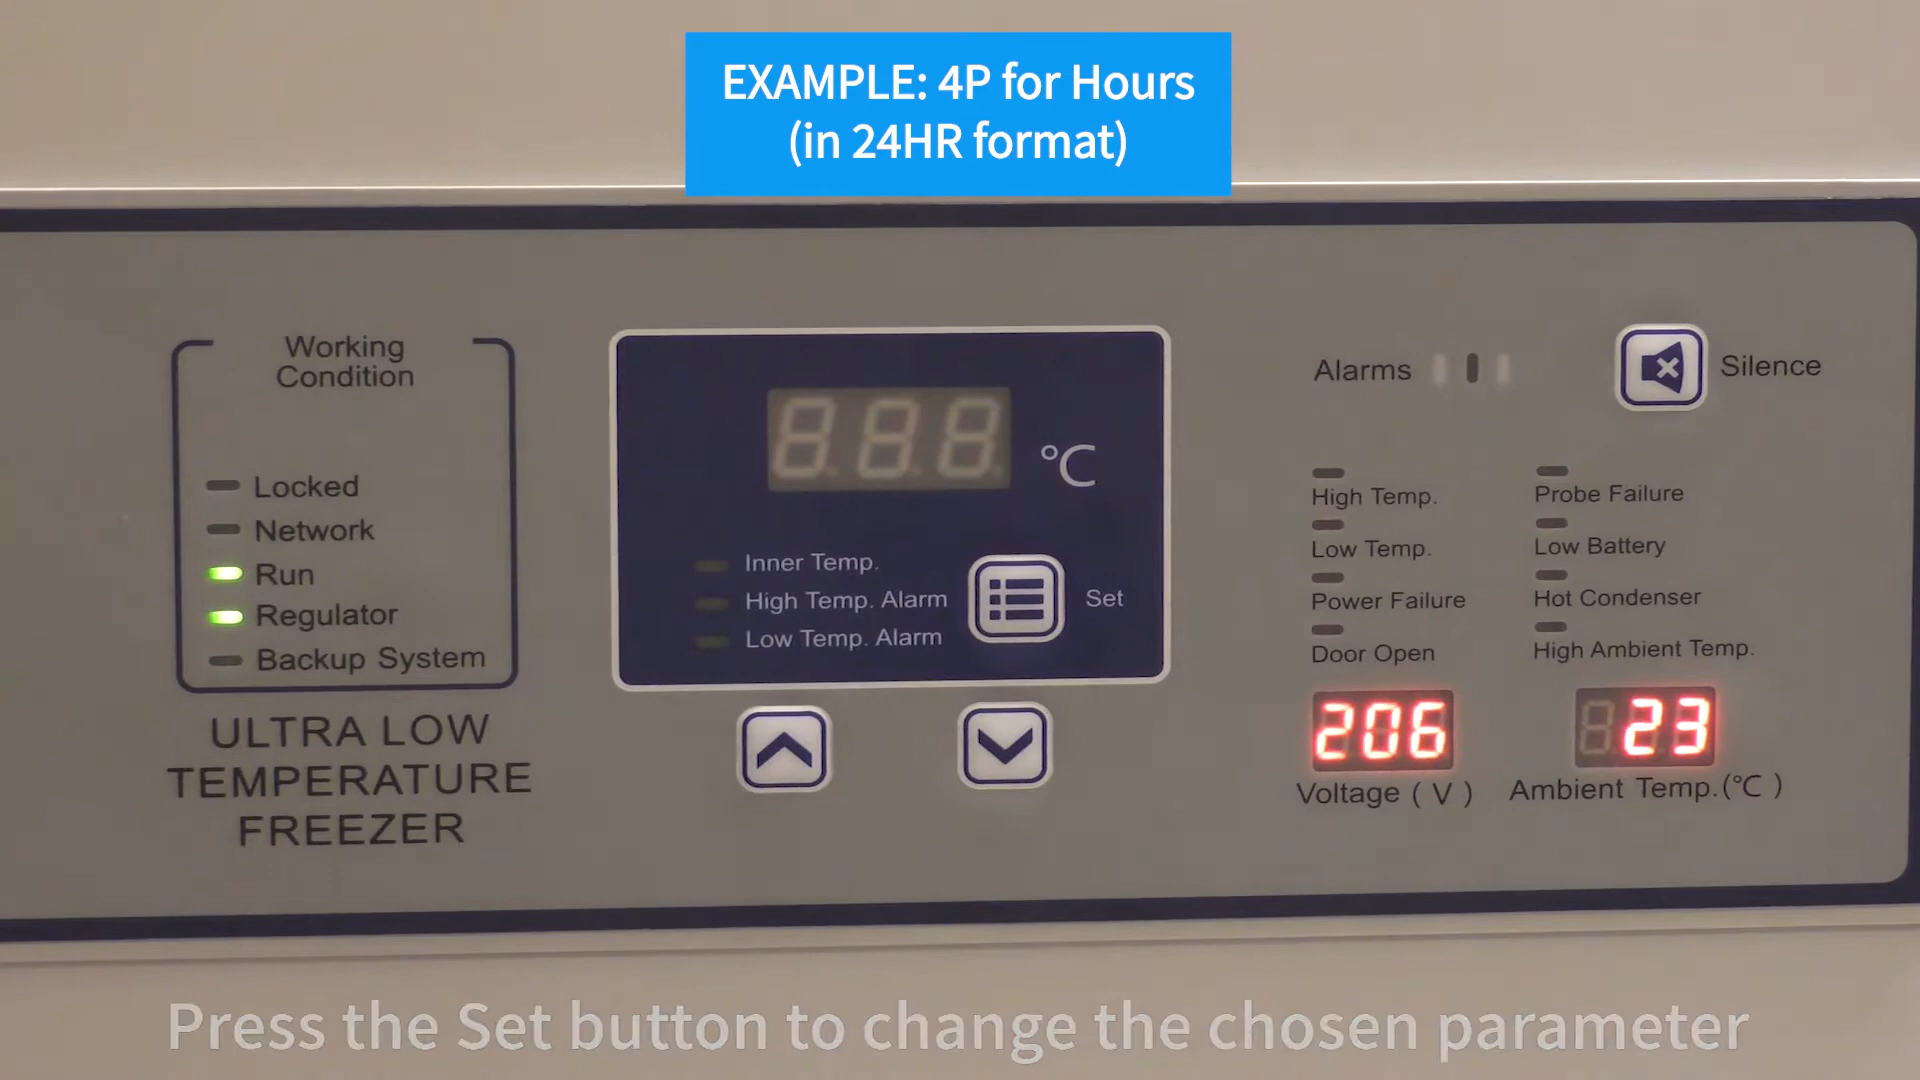 EXAMPLE: 4P for Hours
(in 24HR format)
Working
Condition
Locked
Network
Run
Regulator
Backup System
ULTRA LOW
TEMPERATURE
FREEZER
°C
Inner Temp.
High Temp. Alarm
Low Temp. Alarm
Set
Alarms
Silence
High Temp.
Low Temp.
Power Failure
Door Open
Probe Failure
Low Battery
Hot Condenser
High Ambient Temp.
206
Voltage ( V )
23
Ambient Temp.(°C )
Press the Set button to change the chosen parameter